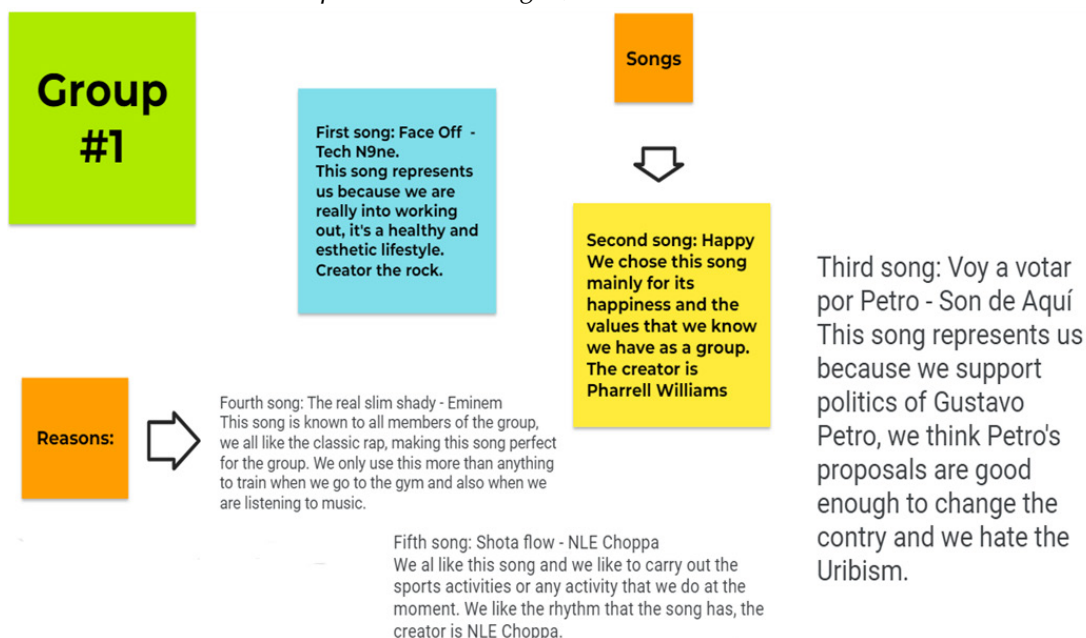 Group
#1
Songs
First song: Face Off -
Tech N9ne.
This song represents
us because we are
really into working
out, it's a healthy and
esthetic lifestyle.
Creator the rock.
Second song: Happy
We chose this song
mainly for its
happiness and the
values that we know
we have as a group.
The creator is
Pharrell Williams
Third song: Voy a votar
por Petro - Son de Aquí
This song represents us
because we support
politics of Gustavo
Petro, we think Petro's
proposals are good
enough to change the
contry and we hate the
Uribism.
Reasons:
Fourth song: The real slim shady - Eminem
This song is known to all members of the group,
we all like the classic rap, making this song perfect
for the group. We only use this more than anything
to train when we go to the gym and also when we
are listening to music.
Fifth song: Shota flow - NLE Choppa
We al like this song and we like to carry out the
sports activities or any activity that we do at the
moment. We like the rhythm that the song has, the
creator is NLE Choppa.